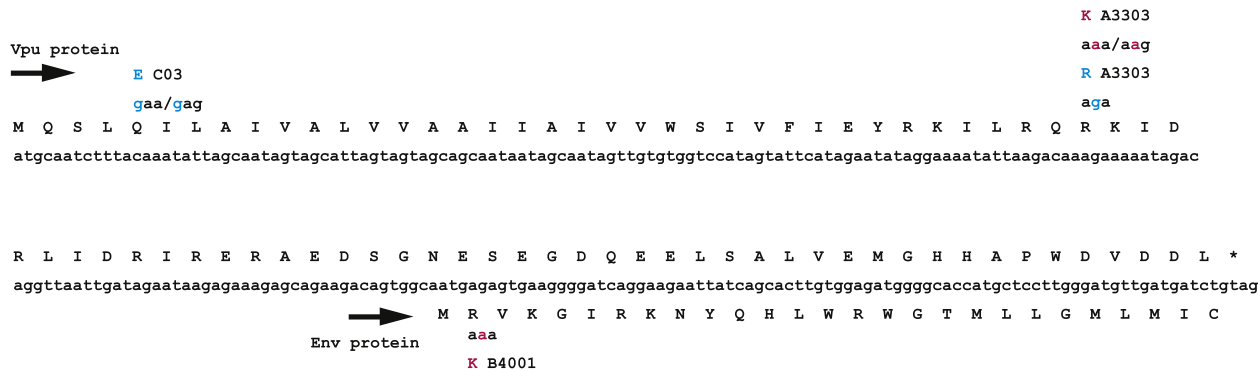 K A3303
Vpu protein
aaa/aag
E C03
R A3303
gaa/gag
aga
M Q S L Q I L A I V A L V V A A I I A I V V W S I V F I E Y R K I L R Q R K I D
atgcaatctttacaaatattagcaatagtagcattagtagtagcagcaataatagcaatagttgtgtggtccatagtattcatagaatataggaaaatattaagacaaagaaaaatagac
R L I D R I R E R A E D S G N E S E G D Q E E L S A L V E M G H H A P W D V D D L *
aggttaattgatagaataagagaaagagcagaagacagtggcaatgagagtgaaggggatcaggaagaattatcagcacttgtggagatggggcaccatgctccttgggatgttgatgatctgtag
M R V K G I R K N Y Q H L W R W G T M L L G M L M I C
aaa
Env protein
K B4001